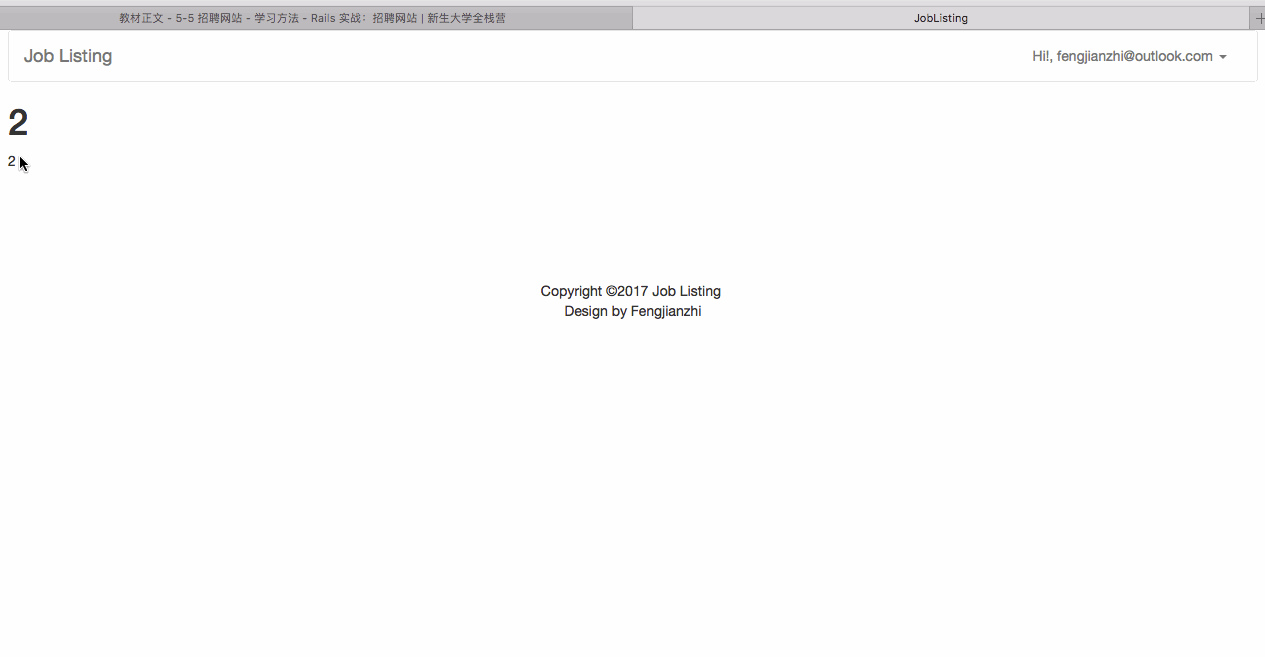 教材正文 - 5-5 招聘网站 - 学习方法 - Rails 实战：招聘网站 | 新生大学全栈营
JobListing
Job Listing
Hi!, fengjianzhi@outlook.com
2
2
Copyright ©2017 Job Listing
Design by Fengjianzhi